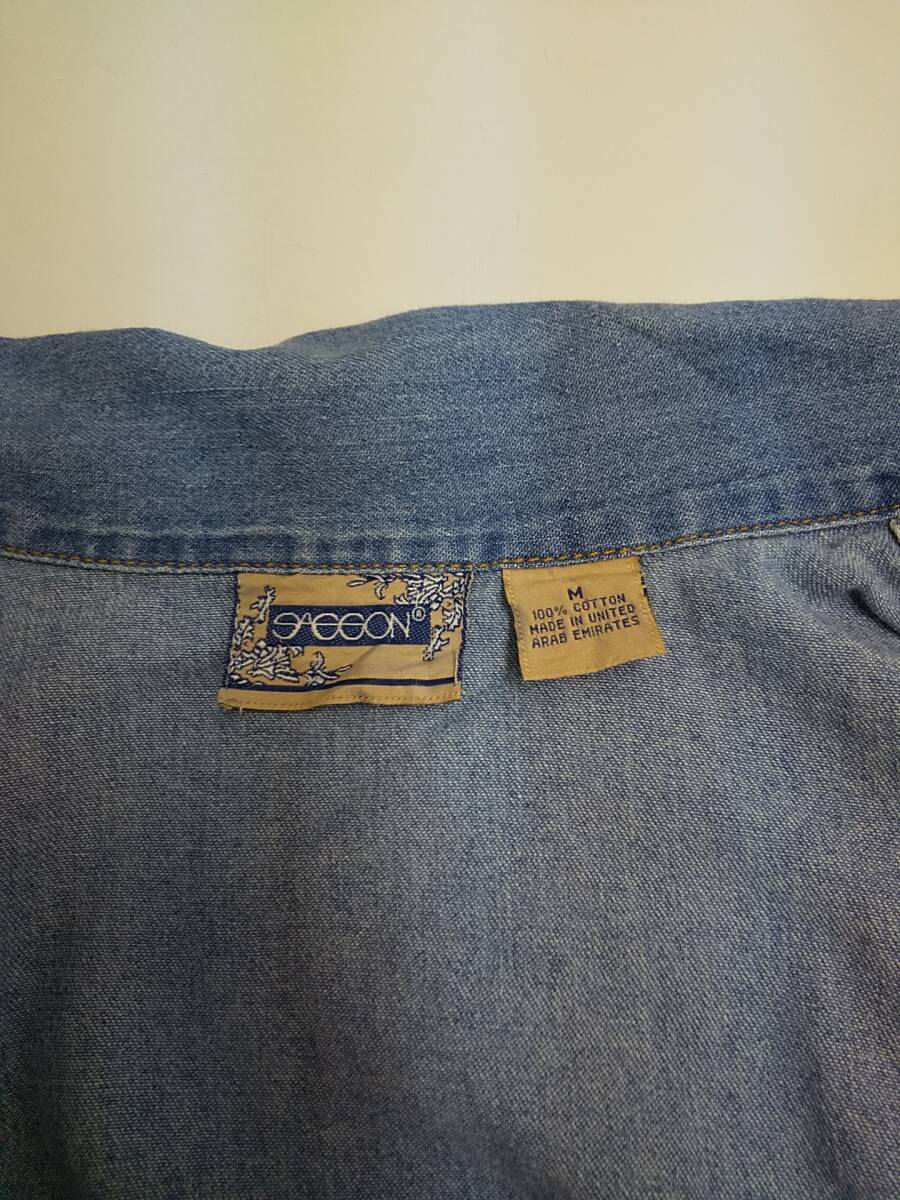 SASSON®
M
100% COTTON
MADE IN UNITED
ARAB EMIRATES